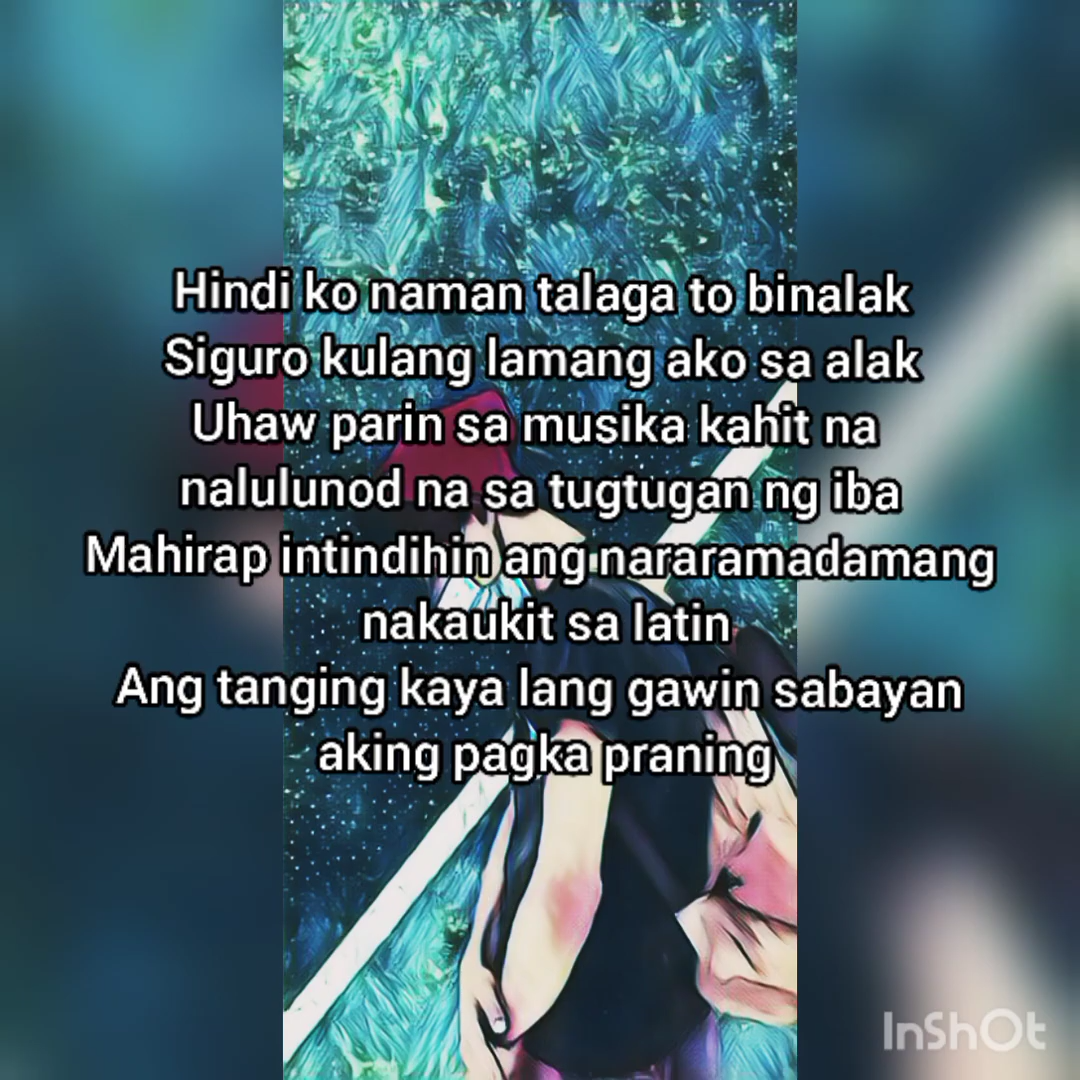 Hindi ko naman talaga to binalak
Siguro kulang lamang ako sa alak
Uhaw parin sa musika kahit na
nalulunod na sa tugtugan ng iba
Mahirap intindihin ang nararamadamang
nakaukit sa latin
Ang tanging kaya lang gawin sabayan
aking pagka praning
InShOt